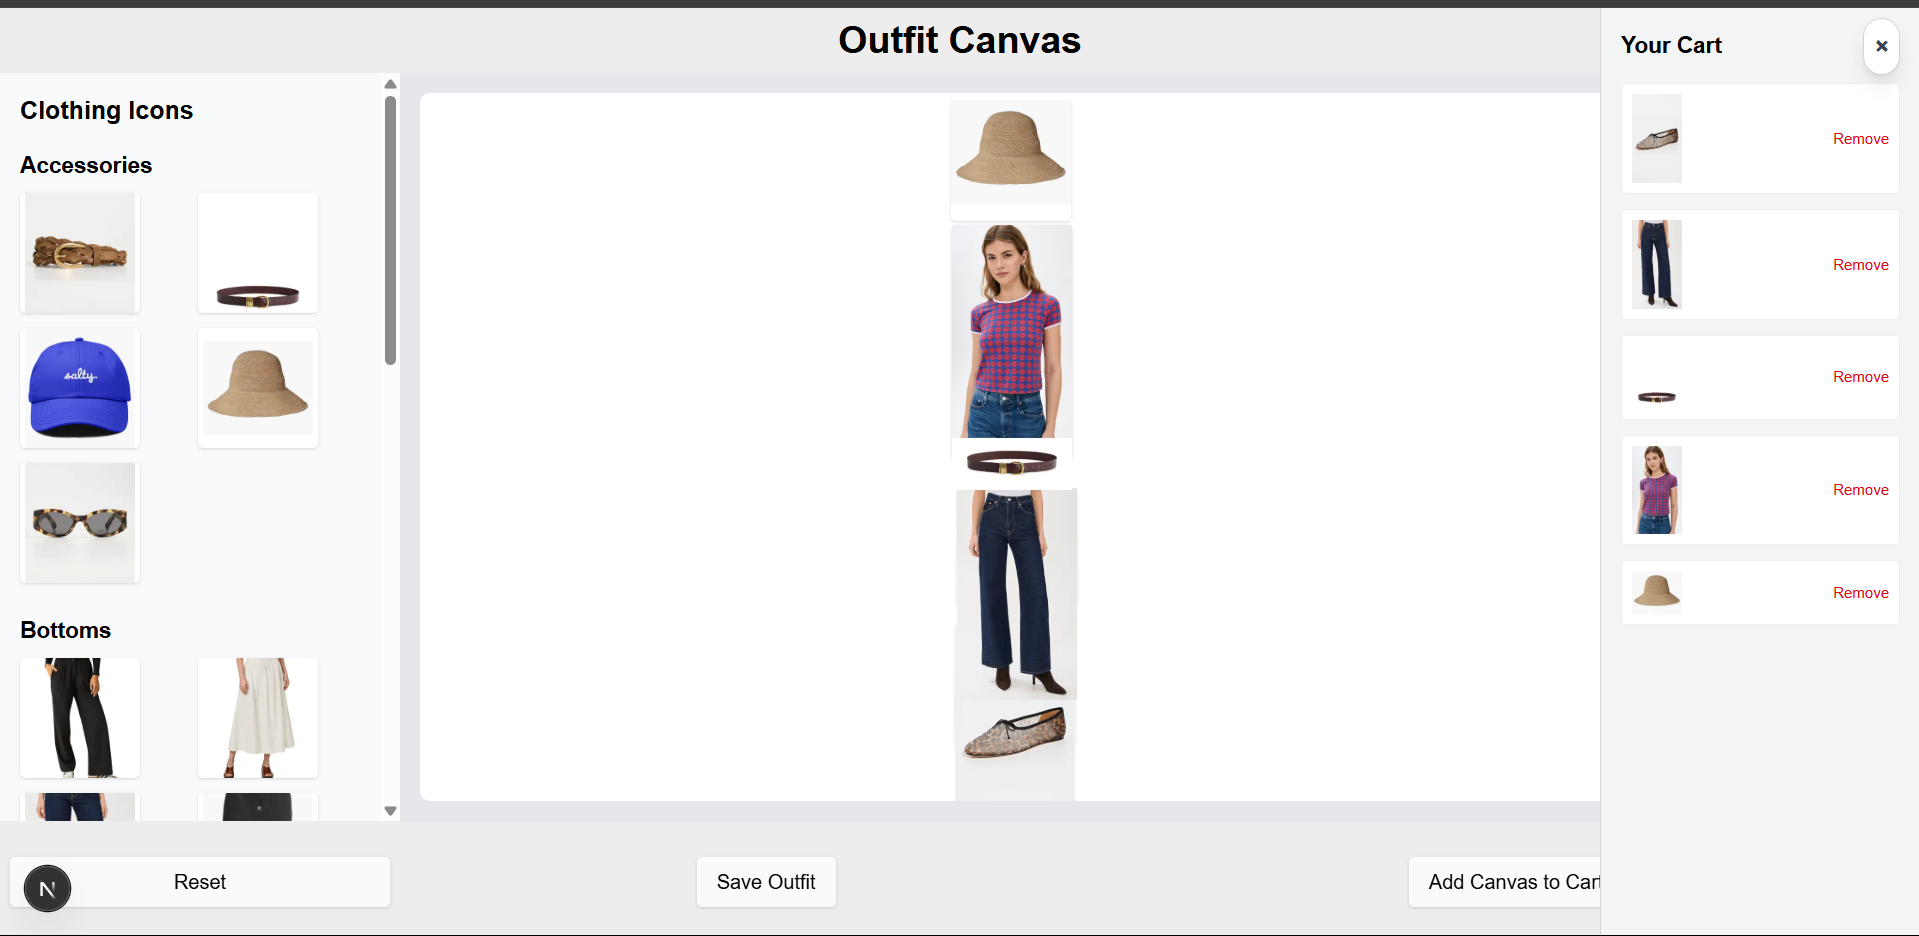 Outfit Canvas
Clothing Icons
Accessories
salty.
Bottoms
Reset
N
Save Outfit
Add Canvas to Cart
Your Cart
×
Remove
Remove
Remove
Remove
Remove